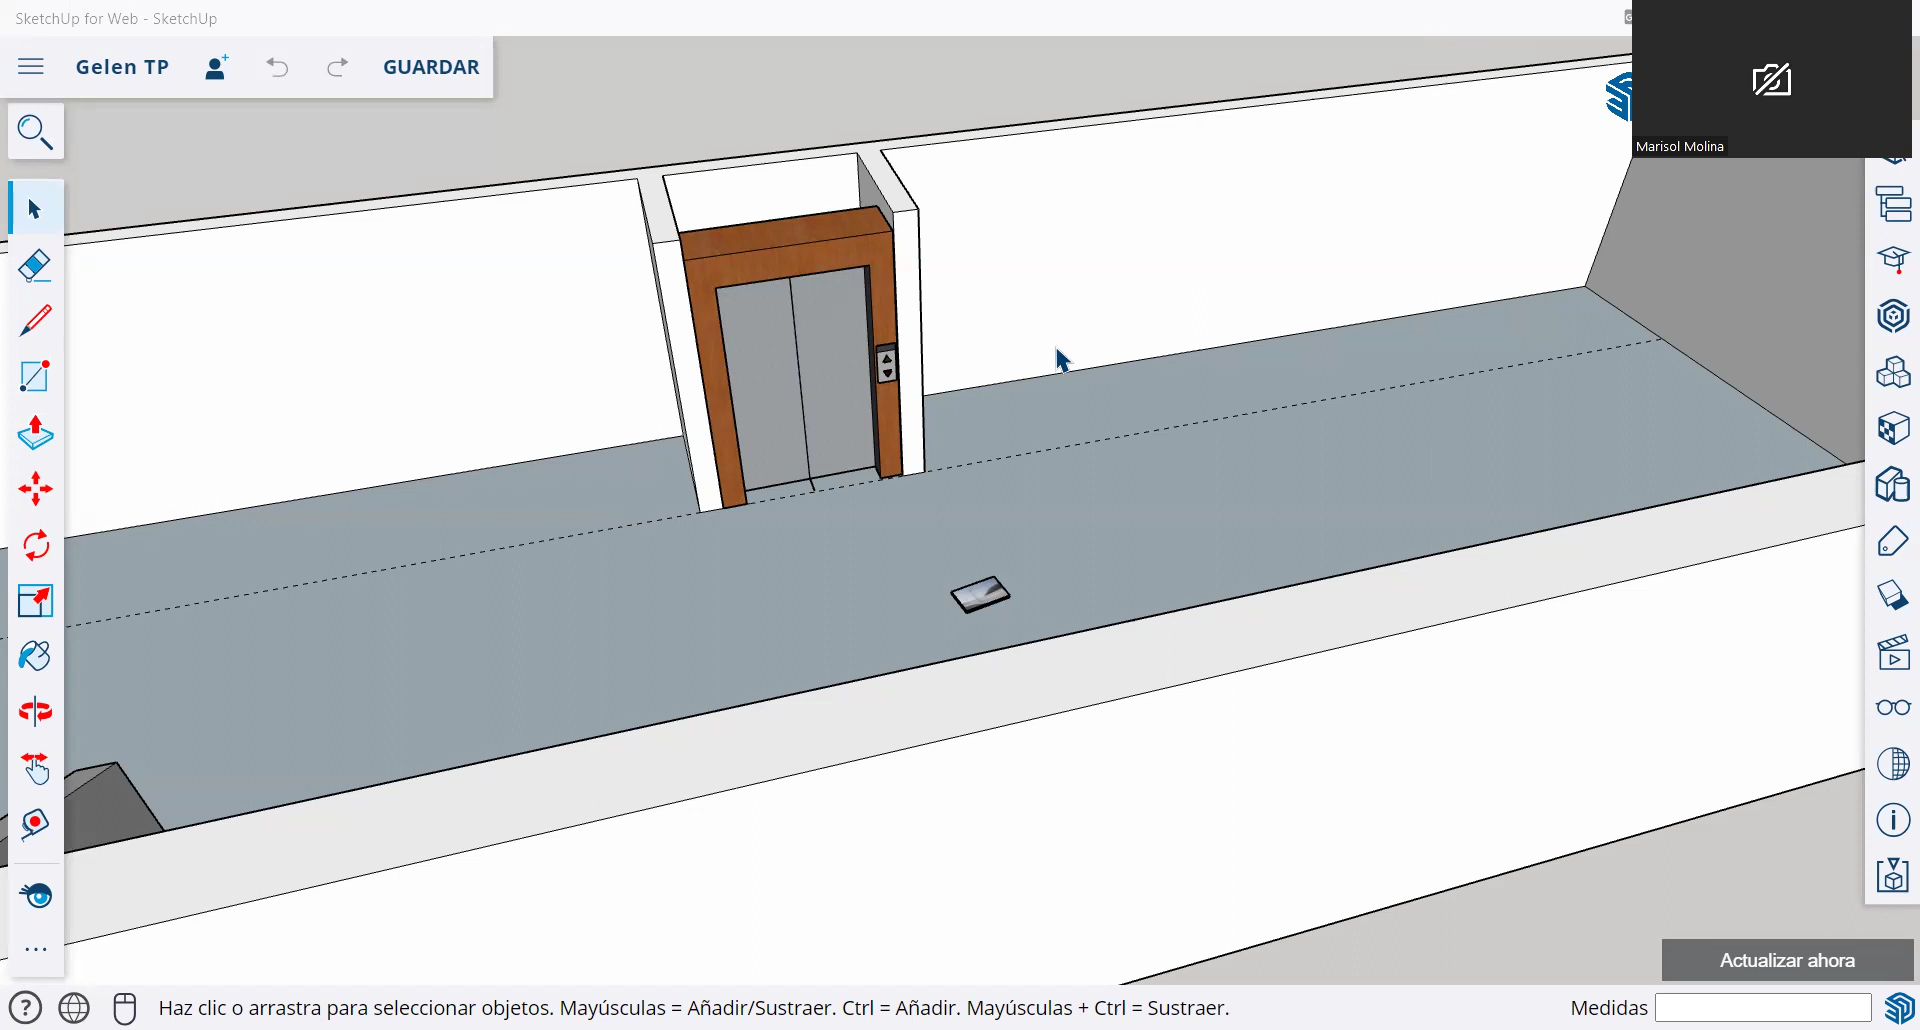 SketchUp for Web - SketchUp
Gelen TP
GUARDAR
Marisol Molina
Actualizar ahora
Haz clic o arrastra para seleccionar objetos. Mayúsculas = Añadir/Sustraer. Ctrl = Añadir. Mayúsculas + Ctrl = Sustraer.
Medidas